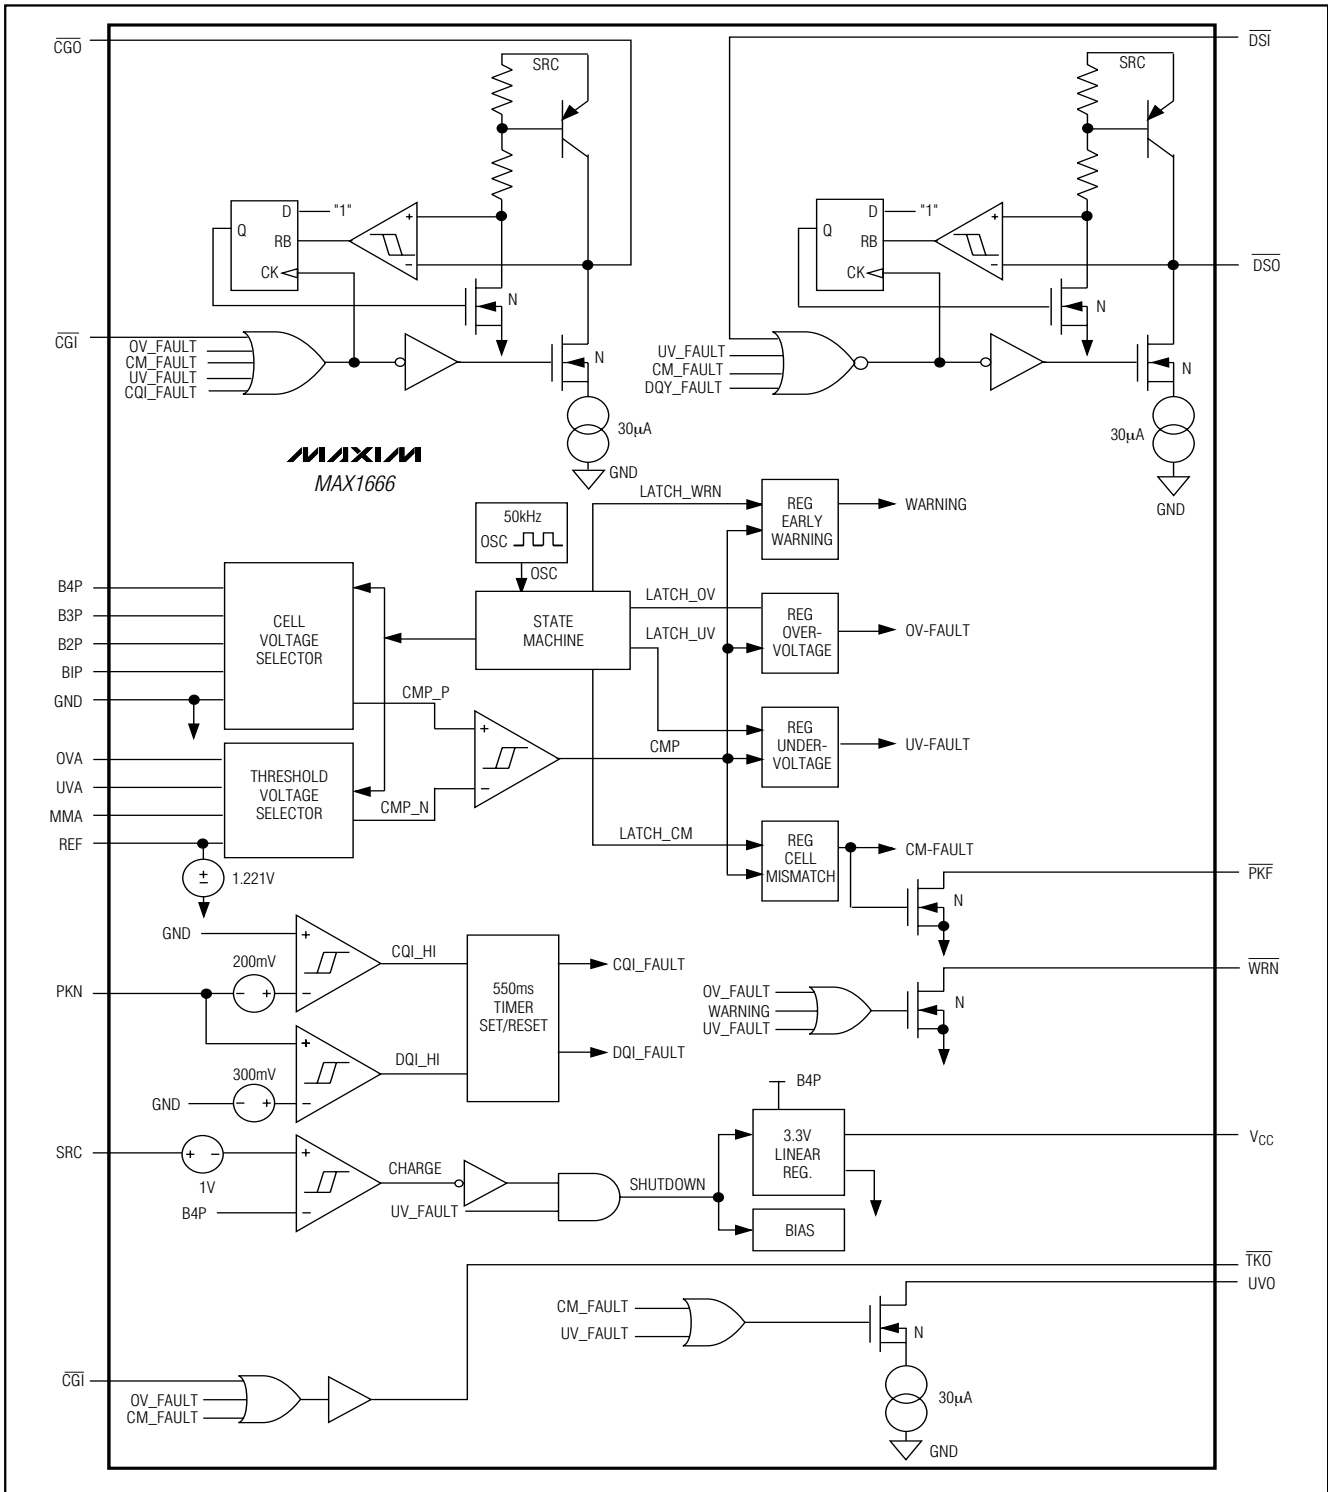 CGO
DSI
SRC
SRC
D
"1"
Q
RB
CK
+
−
N
D
"1"
Q
RB
CK
+
−
N
DSO
CGI
OV_FAULT
CM_FAULT
UV_FAULT
CQI_FAULT
N
30µA
GND
UV_FAULT
CM_FAULT
DQY_FAULT
N
30µA
GND
MAXIM
MAX1666
50kHz
OSC
OSC
LATCH_WRN
REG
EARLY
WARNING
WARNING
B4P
B3P
B2P
BIP
GND
CELL
VOLTAGE
SELECTOR
STATE
MACHINE
LATCH_OV
LATCH_UV
REG
OVER-
VOLTAGE
OV-FAULT
CMP_P
+
−
CMP
REG
UNDER-
VOLTAGE
UV-FAULT
OVA
UVA
MMA
REF
THRESHOLD
VOLTAGE
SELECTOR
CMP_N
LATCH_CM
REG
CELL
MISMATCH
CM-FAULT
PKF
N
±
1.221V
GND
+
−
200mV
− +
CQI_HI
PKN
550ms
TIMER
SET/RESET
CQI_FAULT
DQI_FAULT
WRN
OV_FAULT
WARNING
UV_FAULT
N
+
−
300mV
GND
− +
DQI_HI
B4P
3.3V
LINEAR
REG.
VCC
SRC
+ −
1V
B4P
+
−
CHARGE
UV_FAULT
SHUTDOWN
BIAS
TKO
UVO
CM_FAULT
UV_FAULT
N
30µA
GND
CGI
OV_FAULT
CM_FAULT